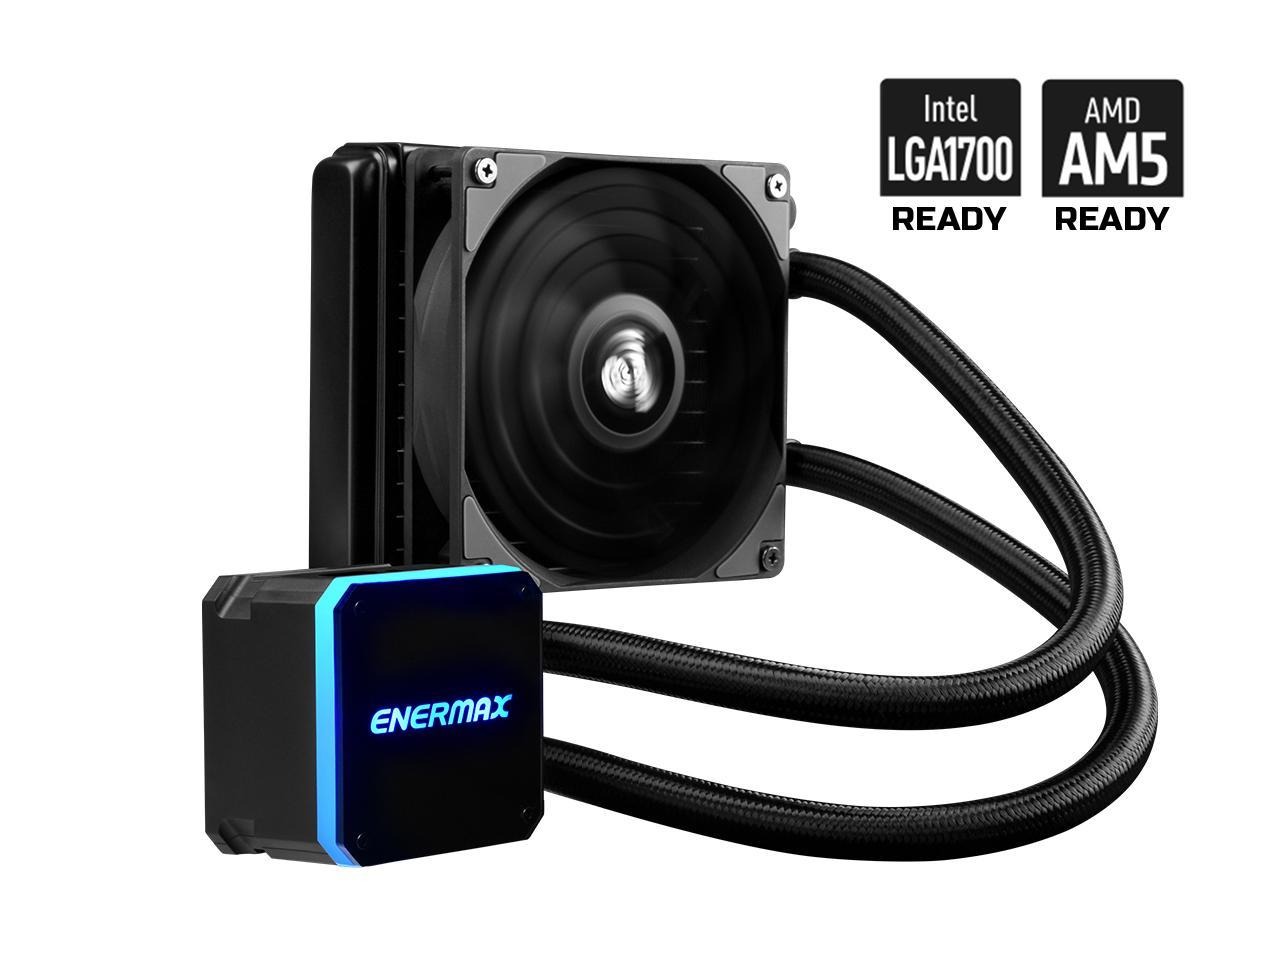 Intel
LGA1700
READY
AMD
AM5
READY
ENERMAX